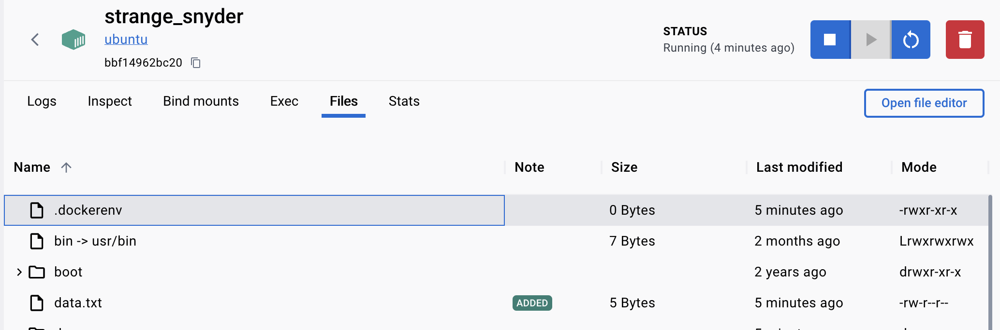 strange_snyder
ubuntu
bbf14962bc20
STATUS
Running (4 minutes ago)
Logs Inspect Bind mounts Exec Files Stats
Open file editor
Name Note Size Last modified Mode
.dockerenv 0 Bytes 5 minutes ago -rwxr-xr-x
bin -> usr/bin 7 Bytes 2 months ago Lrwxrwxrwx
boot 2 years ago drwxr-xr-x
data.txt ADDED 5 Bytes 5 minutes ago -rw-r--r--